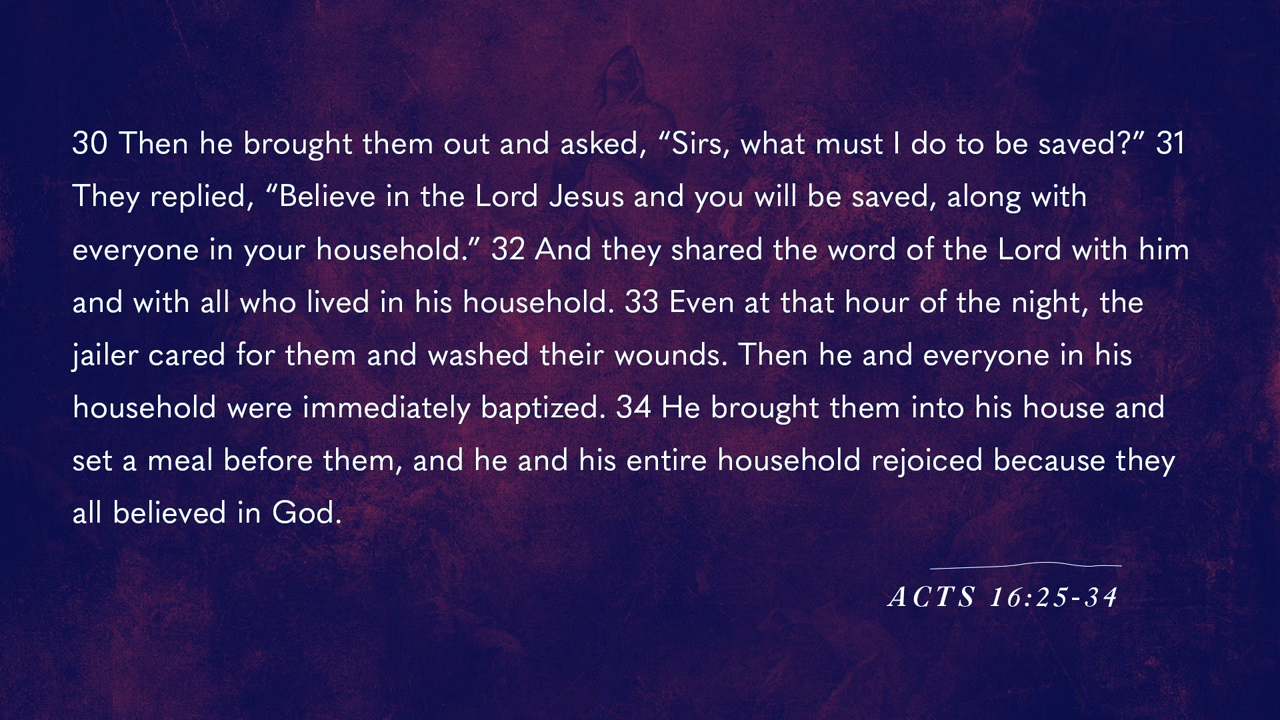 30 Then he brought them out and asked, “Sirs, what must I do to be saved?” 31
They replied, “Believe in the Lord Jesus and you will be saved, along with
everyone in your household.” 32 And they shared the word of the Lord with him
and with all who lived in his household. 33 Even at that hour of the night, the
jailer cared for them and washed their wounds. Then he and everyone in his
household were immediately baptized. 34 He brought them into his house and
set a meal before them, and he and his entire household rejoiced because they
all believed in God.
ACTS 16:25-34